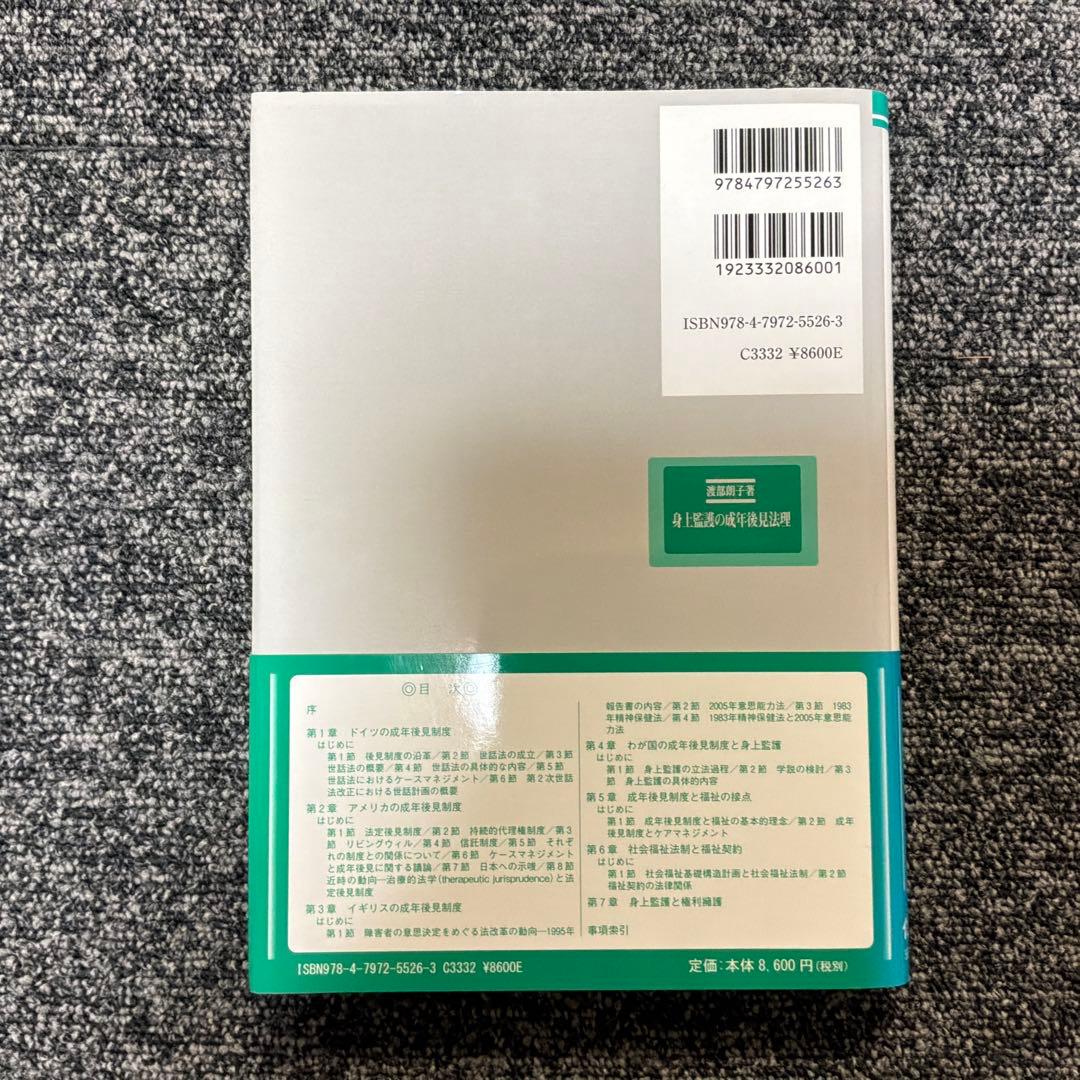 9784797255263
1923332086001
ISBN978-4-7972-5526-3
C3332 ¥8600E
渡部朗子著
身上監護の成年後見法理
◎目 次◎
序
第1章 ドイツの成年後見制度
はじめに
第1節 後見制度の沿革/第2節 世話法の成立/第3節
世話法の概要/第4節 世話法の具体的な内容/第5節
世話法におけるケースマネジメント/第6節 第2次世話
法改正における世話計画の概要
第2章 アメリカの成年後見制度
はじめに
第1節 法定後見制度/第2節 持続的代理権制度/第3
節 リビングウィル/第4節 信託制度/第5節 それぞ
れの制度との関係について/第6節 ケースマネジメント
と成年後見に関する議論/第7節 日本への示唆/第8節
近時の動向―治療的法学(therapeutic jurisprudence)と法
定後見制度
第3章 イギリスの成年後見制度
はじめに
第1節 障害者の意思決定をめぐる法改革の動向―1995年
報告書の内容/第2節 2005年意思能力法/第3節 1983
年精神保健法/第4節 1983年精神保健法と2005年意思能
力法
第4章 わが国の成年後見制度と身上監護
はじめに
第1節 身上監護の立法過程/第2節 学説の検討/第3
節 身上監護の具体的内容
第5章 成年後見制度と福祉の接点
はじめに
第1節 成年後見制度と福祉の基本的理念/第2節 成年
後見制度とケアマネジメント
第6章 社会福祉法制と福祉契約
はじめに
第1節 社会福祉基礎構造計画と社会福祉法制/第2節
福祉契約の法律関係
第7章 身上監護と権利擁護
事項索引
ISBN978-4-7972-5526-3 C3332 ¥8600E
定価:本体 8,600 円(税別)